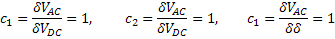 c₁ = δV_AC / δV_DC = 1, c₂ = δV_AC / δV_DC = 1, c₁ = δV_AC / δδ = 1